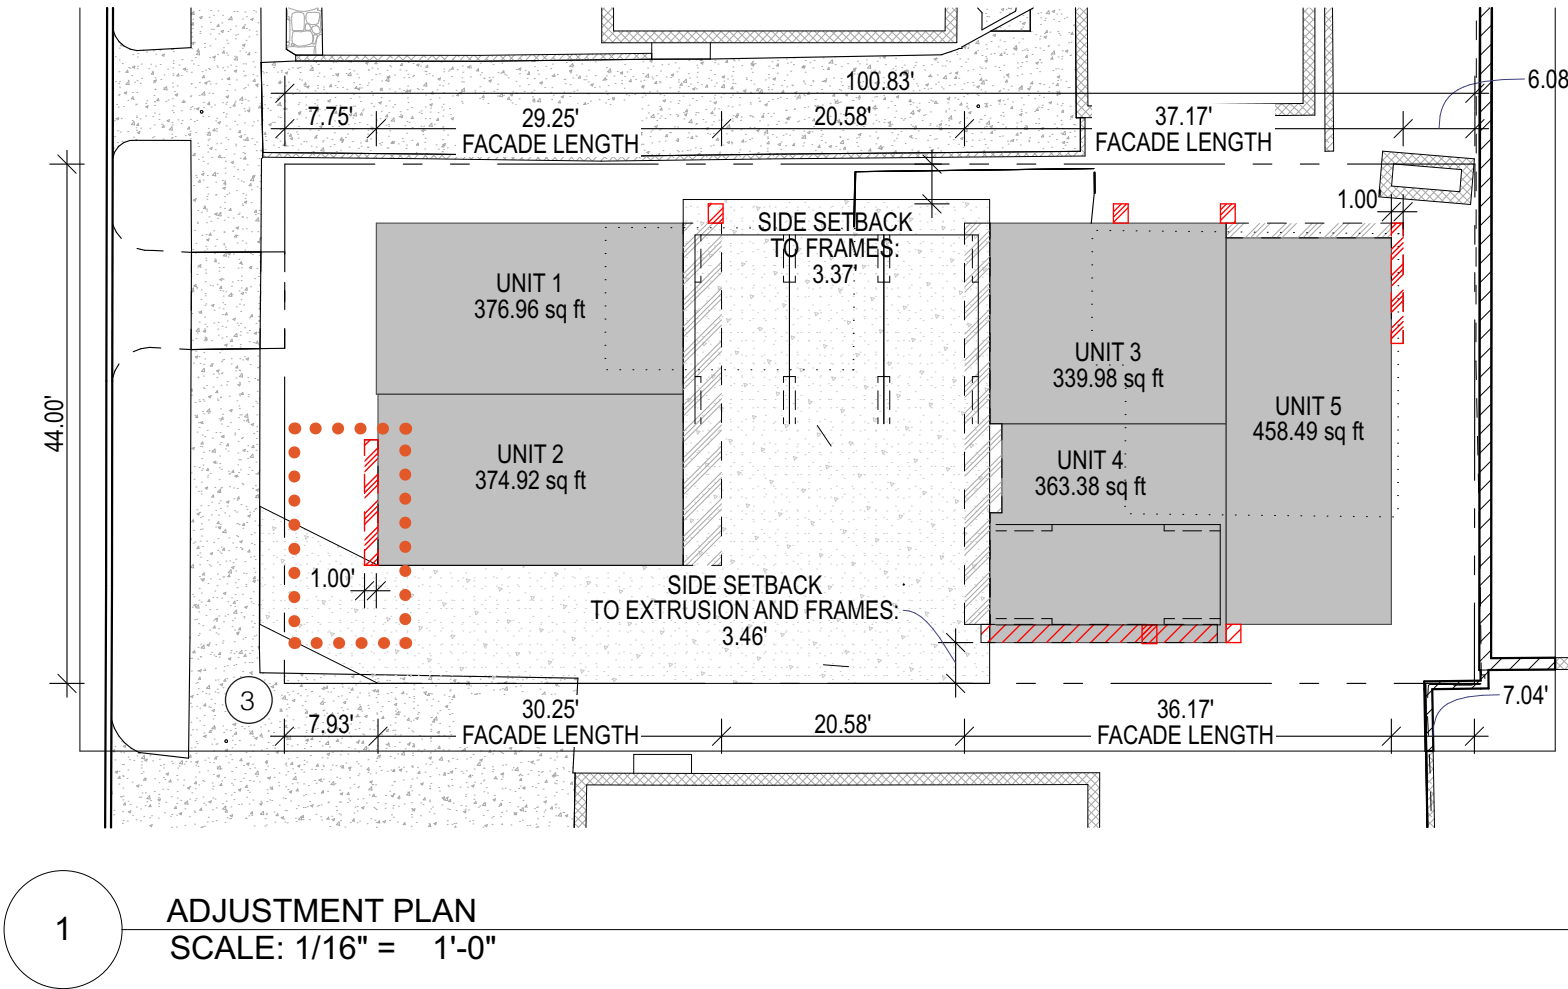 100.83'
6.08
7.75'
29.25'
FACADE LENGTH
20.58'
37.17'
FACADE LENGTH
1.00'
SIDE SETBACK
TO FRAMES:
3.37'
UNIT 1
376.96 sq ft
UNIT 3
339.98 sq ft
UNIT 5
458.49 sq ft
44.00'
UNIT 2
374.92 sq ft
UNIT 4
363.38 sq ft
1.00'
SIDE SETBACK
TO EXTRUSION AND FRAMES:
3.46'
3
7.93'
30.25'
FACADE LENGTH
20.58'
36.17'
FACADE LENGTH
7.04'
1
ADJUSTMENT PLAN
SCALE: 1/16" = 1'-0"